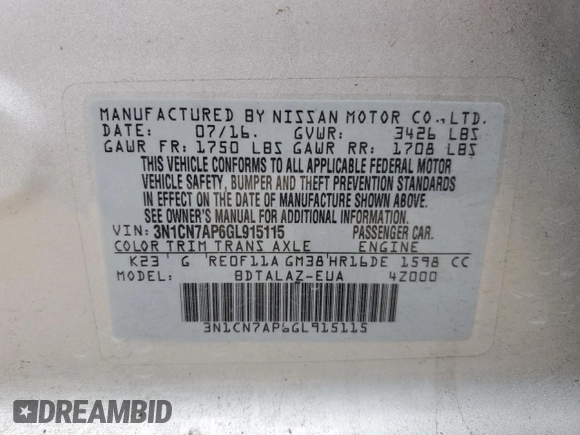 MANUFACTURED BY NISSAN MOTOR CO.,LTD.
DATE: 07/16. GVWR: 3426 LBS
GAWR FR: 1750 LBS GAWR RR: 1708 LBS
THIS VEHICLE CONFORMS TO ALL APPLICABLE FEDERAL MOTOR
VEHICLE SAFETY, BUMPER AND THEFT PREVENTION STANDARDS
IN EFFECT ON THE DATE OF MANUFACTURE SHOWN ABOVE.
SEE OWNER'S MANUAL FOR ADDITIONAL INFORMATION.
VIN: 3N1CN7AP6GL915115 PASSENGER CAR.
COLOR TRIM TRANS AXLE ENGINE
K23 G RE0F11A GM38 HR16DE 1598 CC
MODEL: BDTALAZ-EUA 4Z000
3N1CN7AP6GL915115
DREAMBID